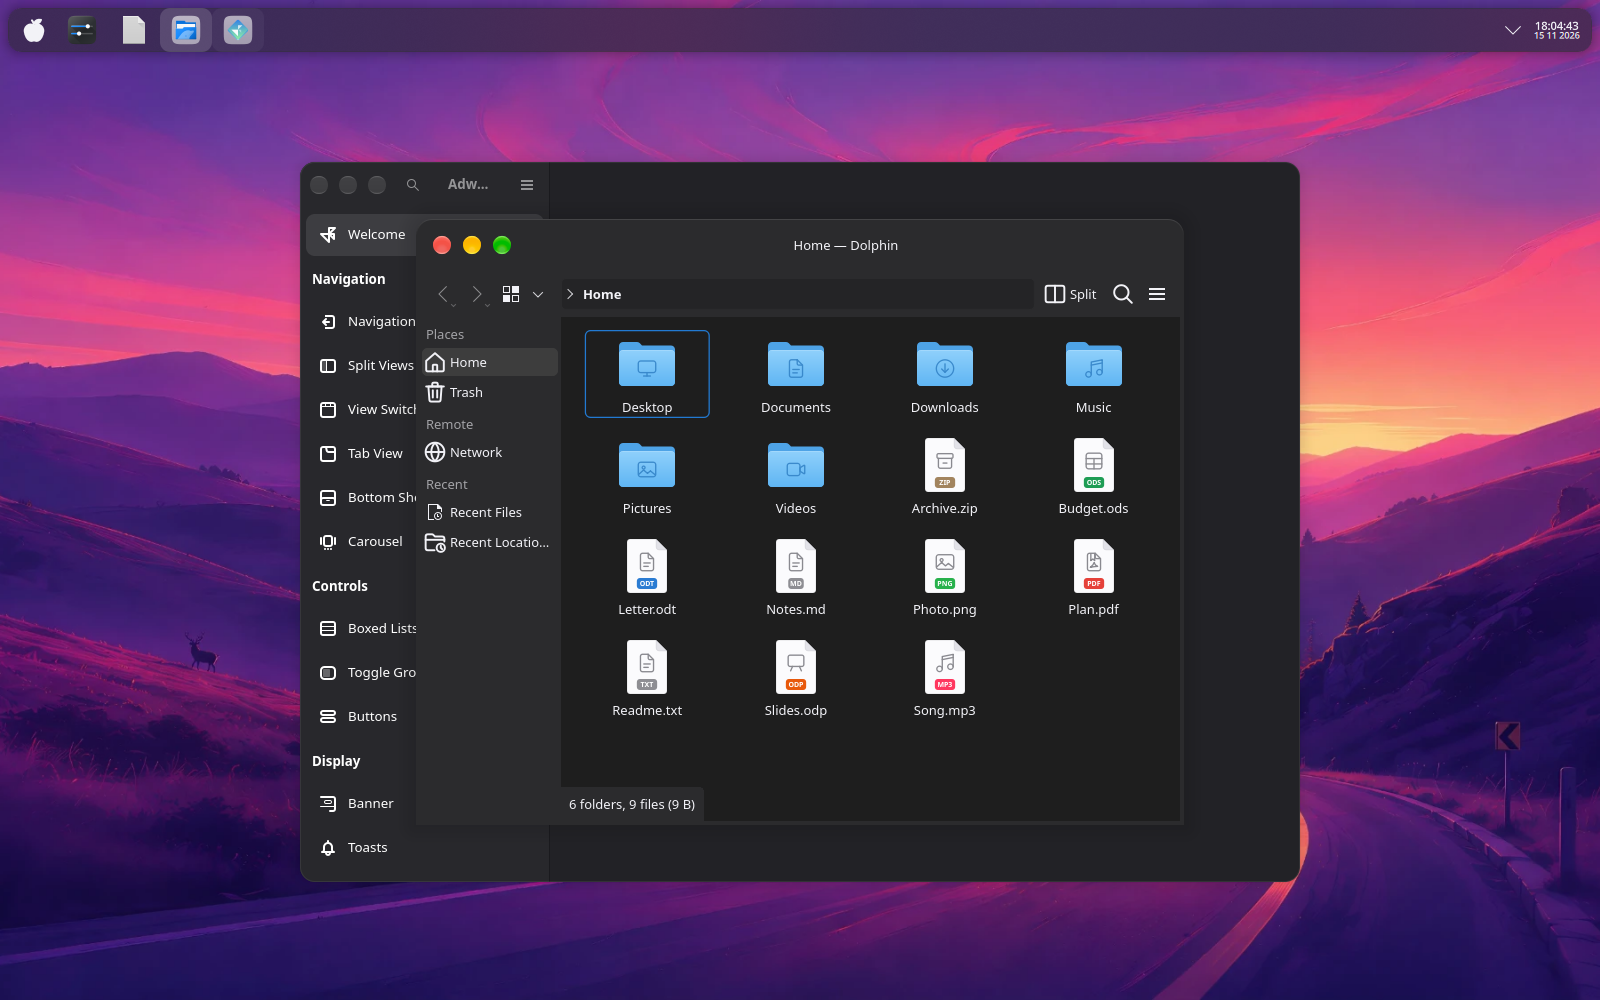 18:04:43
15 11 2026
Adw...
Welcome
Navigation
Navigation
Split Views
View Switch
Tab View
Bottom She
Carousel
Controls
Boxed Lists
Toggle Gro
Buttons
Display
Banner
Toasts
Home — Dolphin
Home
Split
Places
Home
Trash
Remote
Network
Recent
Recent Files
Recent Locatio...
Desktop
Documents
Downloads
Music
Pictures
Videos
ZIP
Archive.zip
ODS
Budget.ods
ODT
Letter.odt
MD
Notes.md
PNG
Photo.png
PDF
Plan.pdf
TXT
Readme.txt
ODP
Slides.odp
MP3
Song.mp3
6 folders, 9 files (9 B)